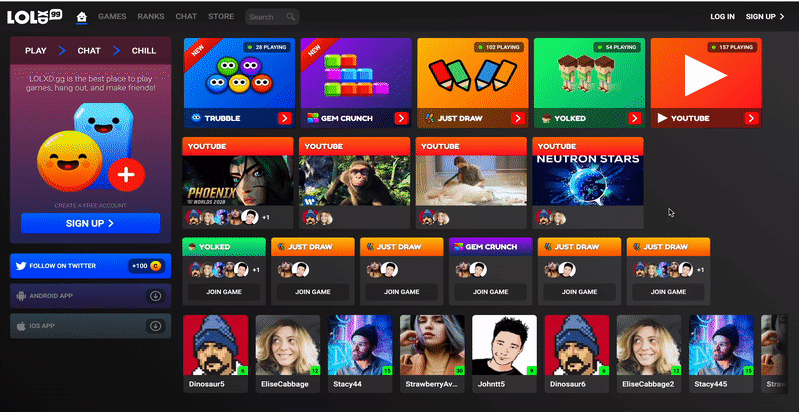 LOLXD.gg
GAMES RANKS CHAT STORE Search LOG IN SIGN UP
PLAY CHAT CHILL
LOLXD.gg is the best place to play
games, hang out, and make friends!
CREATE A FREE ACCOUNT
SIGN UP
FOLLOW ON TWITTER +100 C
ANDROID APP
IOS APP
NEW 28 PLAYING
TRUBBLE
NEW
GEM CRUNCH
102 PLAYING
JUST DRAW
54 PLAYING
YOLKED
157 PLAYING
YOUTUBE
YOUTUBE YOUTUBE YOUTUBE YOUTUBE
PHOENIX
WORLDS 2019
NEUTRON STARS
+1
YOLKED JUST DRAW JUST DRAW GEM CRUNCH JUST DRAW JUST DRAW
+1 +1
JOIN GAME JOIN GAME JOIN GAME JOIN GAME JOIN GAME JOIN GAME
6 12 15 30 9 6 12 15
Dinosaur5 EliseCabbage Stacy44 StrawberryAv... Johntt5 Dinosaur6 EliseCabbage2 Stacy445 Straw